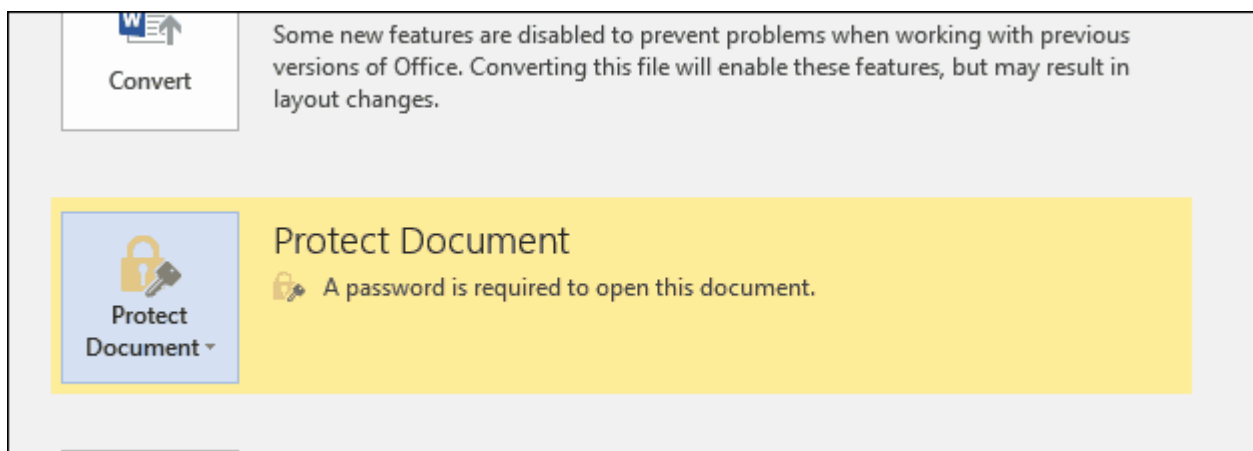 W
Convert
Some new features are disabled to prevent problems when working with previous
versions of Office. Converting this file will enable these features, but may result in
layout changes.
Protect
Document
Protect Document
A password is required to open this document.